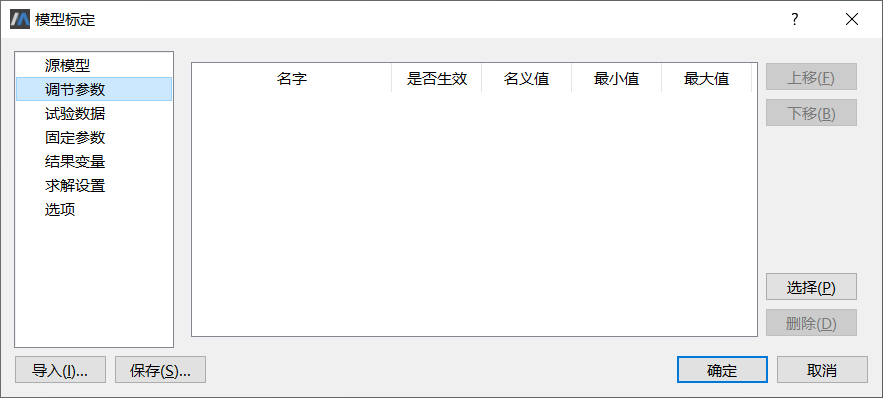 模型标定
?
源模型
调节参数
试验数据
固定参数
结果变量
求解设置
选项
名字 是否生效 名义值 最小值 最大值
上移(F)
下移(B)
选择(P)
删除(D)
导入(I)... 保存(S)... 确定 取消